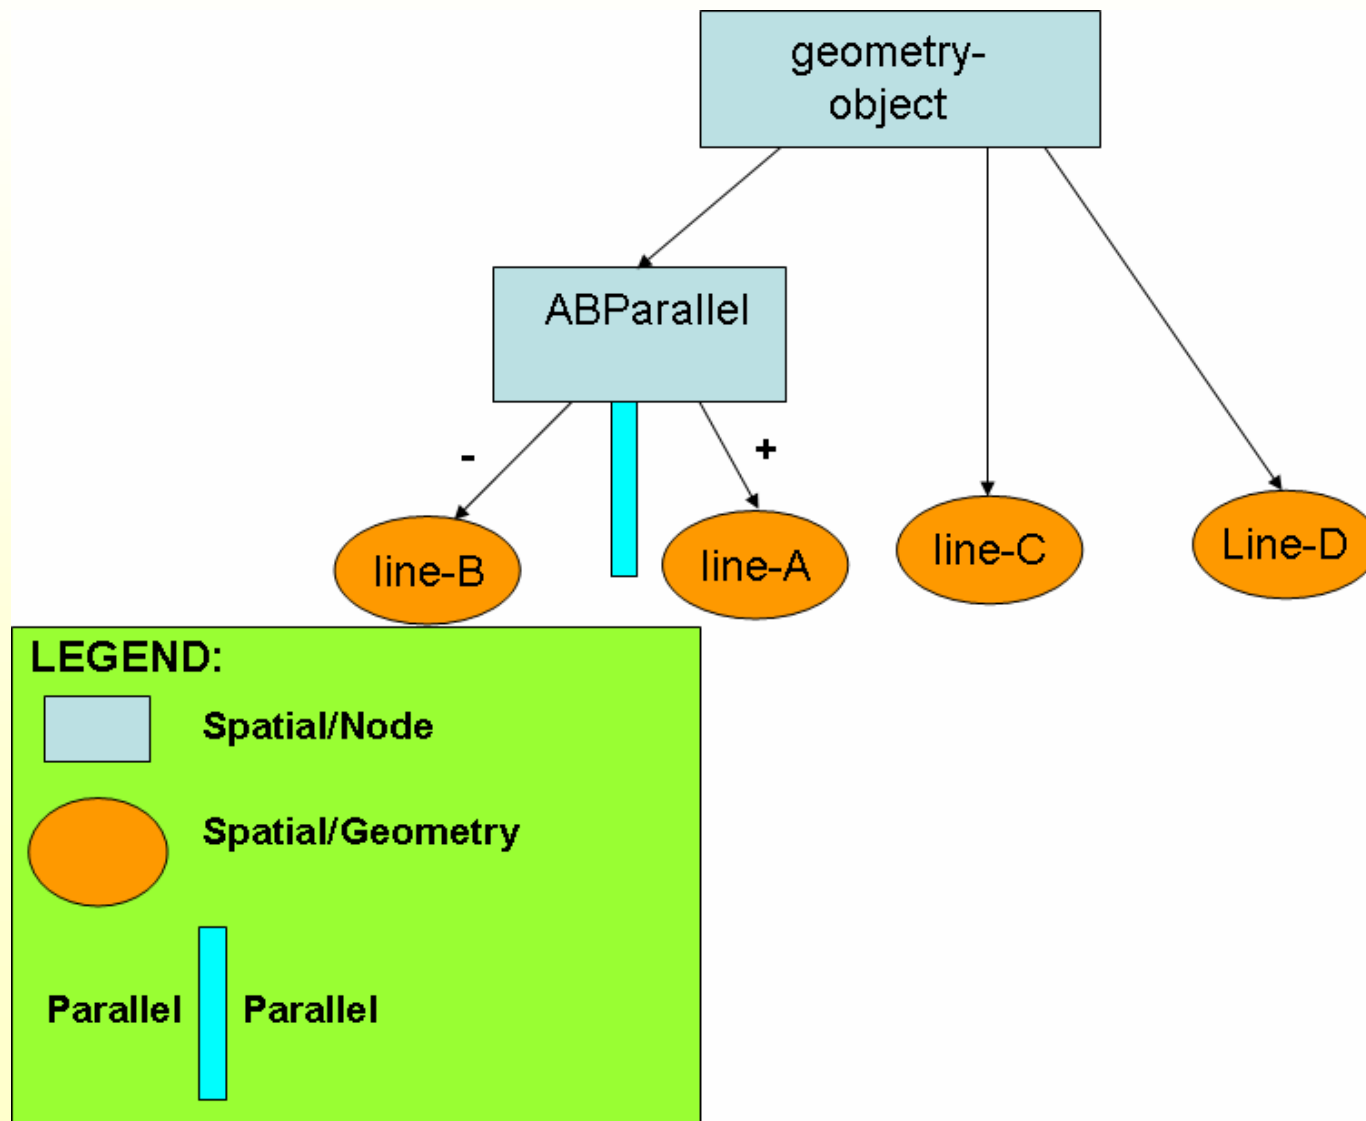 geometry-
object
ABParallel
-
+
line-B
line-A
line-C
Line-D
LEGEND:
Spatial/Node
Spatial/Geometry
Parallel Parallel